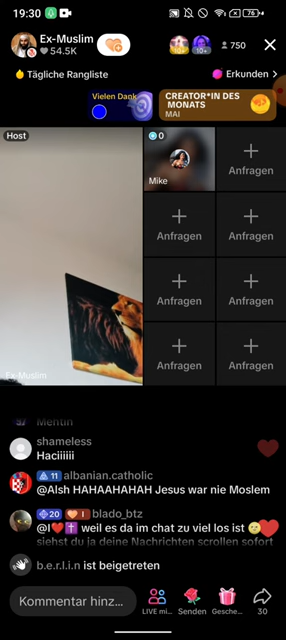 19:30
75
Ex-Muslim
54.5K
10
10
750
Tägliche Rangliste
Erkunden >
Vielen Dank
CREATOR*IN DES
MONATS
MAI
Host
0
Mike
Anfragen
Anfragen
Anfragen
Anfragen
Anfragen
Anfragen
Anfragen
Ex-Muslim
shameless
Haciiiiii
11 albanian.catholic
@Alsh HAHAAHAHAH Jesus war nie Moslem
20 I blado_btz
@I❤️✝️ weil es da im chat zu viel los ist
siehst du ja deine Nachrichten scrollen sofort
b.e.r.l.i.n ist beigetreten
Kommentar hinz...
LIVE mi...
Senden
Gesche...
30